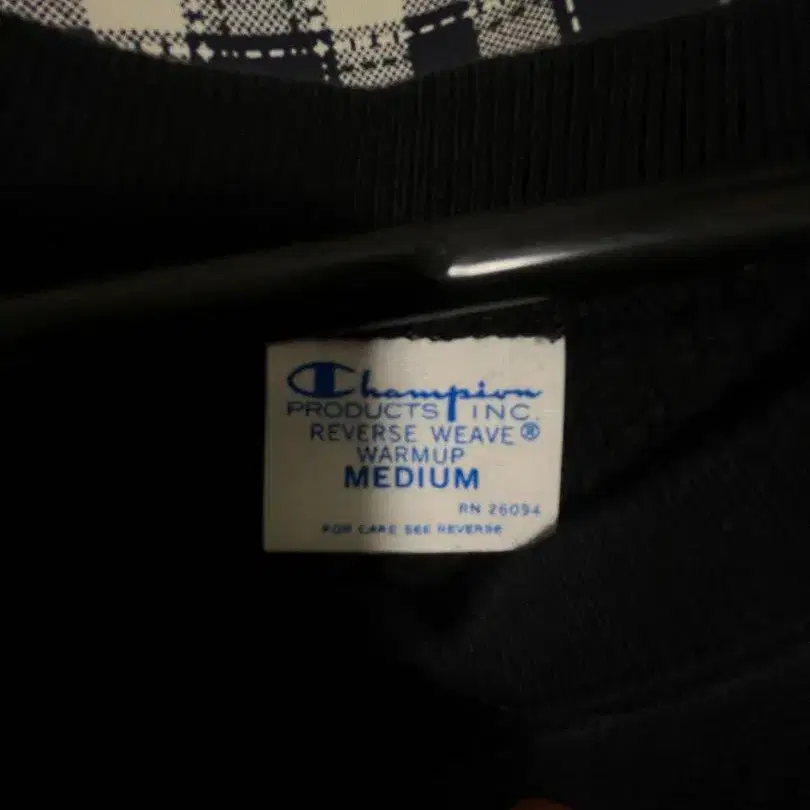 Champion
PRODUCTS INC.
REVERSE WEAVE®
WARMUP
MEDIUM
RN 26094
FOR CARE SEE REVERSE